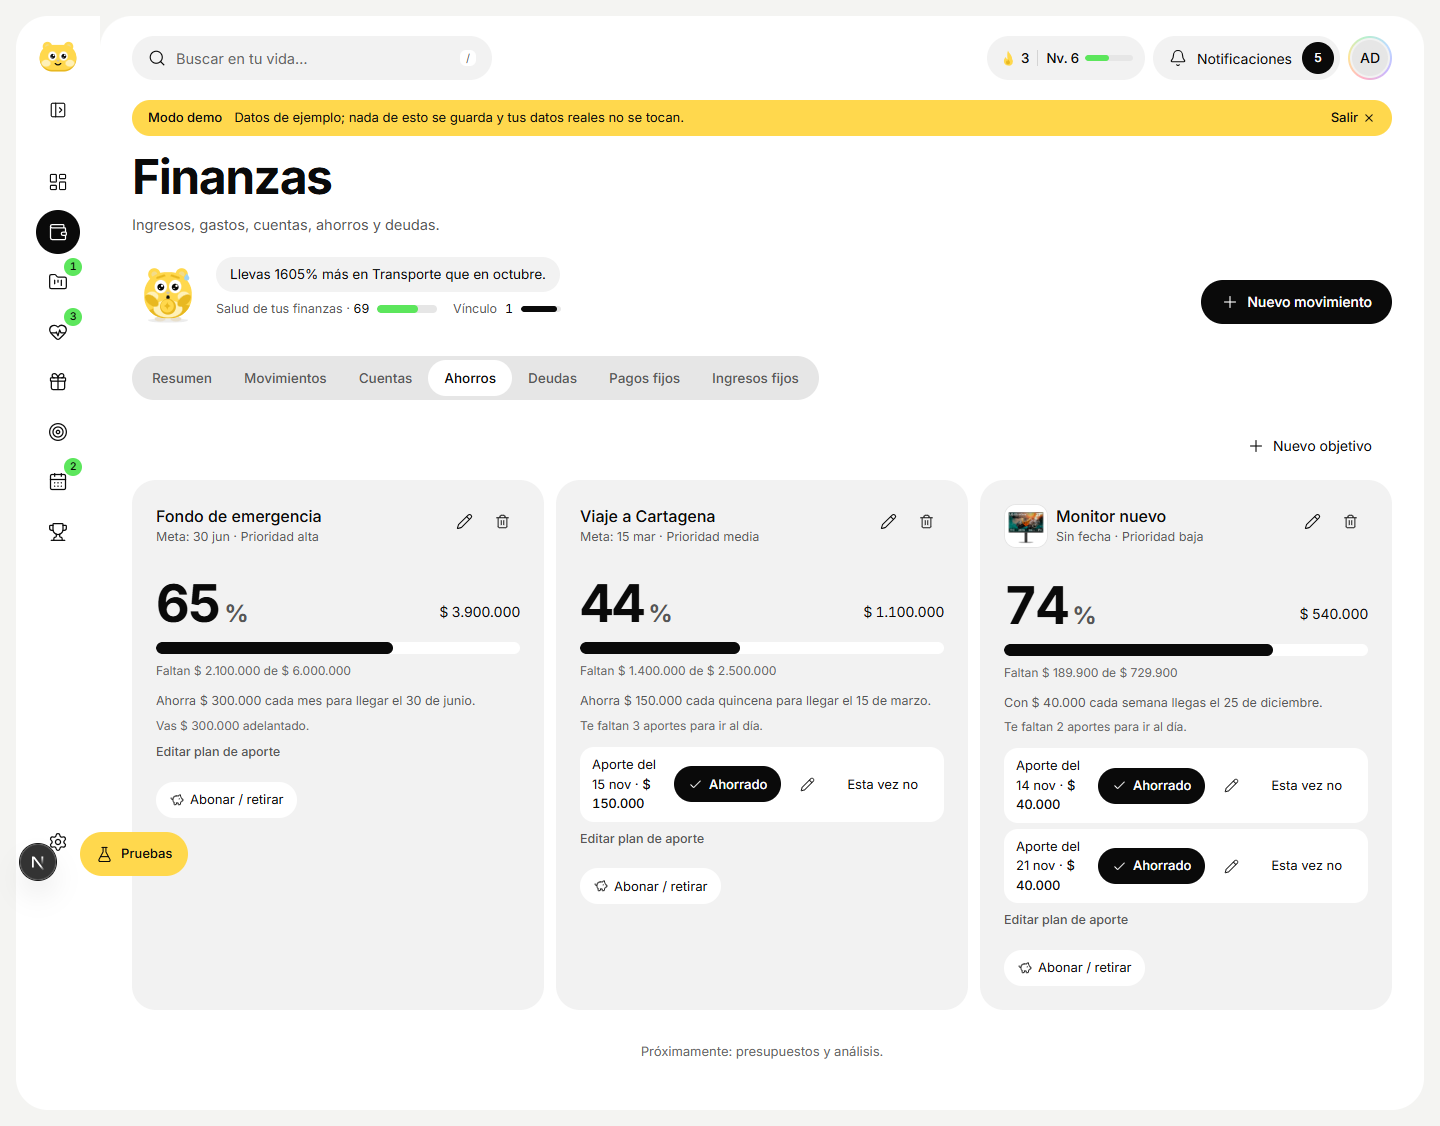 Buscar en tu vida...
/
3
Nv. 6
Notificaciones
5
AD
Modo demo Datos de ejemplo; nada de esto se guarda y tus datos reales no se tocan.
Salir
Finanzas
Ingresos, gastos, cuentas, ahorros y deudas.
Llevas 1605% más en Transporte que en octubre.
Salud de tus finanzas · 69
Vínculo 1
Nuevo movimiento
1
3
2
Resumen
Movimientos
Cuentas
Ahorros
Deudas
Pagos fijos
Ingresos fijos
Nuevo objetivo
Fondo de emergencia
Meta: 30 jun · Prioridad alta
65 %
$ 3.900.000
Faltan $ 2.100.000 de $ 6.000.000
Ahorra $ 300.000 cada mes para llegar el 30 de junio.
Vas $ 300.000 adelantado.
Editar plan de aporte
Abonar / retirar
Viaje a Cartagena
Meta: 15 mar · Prioridad media
44 %
$ 1.100.000
Faltan $ 1.400.000 de $ 2.500.000
Ahorra $ 150.000 cada quincena para llegar el 15 de marzo.
Te faltan 3 aportes para ir al día.
Aporte del
15 nov · $
150.000
Ahorrado
Esta vez no
Editar plan de aporte
Abonar / retirar
Monitor nuevo
Sin fecha · Prioridad baja
74 %
$ 540.000
Faltan $ 189.900 de $ 729.900
Con $ 40.000 cada semana llegas el 25 de diciembre.
Te faltan 2 aportes para ir al día.
Aporte del
14 nov · $
40.000
Ahorrado
Esta vez no
Aporte del
21 nov · $
40.000
Ahorrado
Esta vez no
Editar plan de aporte
Abonar / retirar
N
Pruebas
Próximamente: presupuestos y análisis.